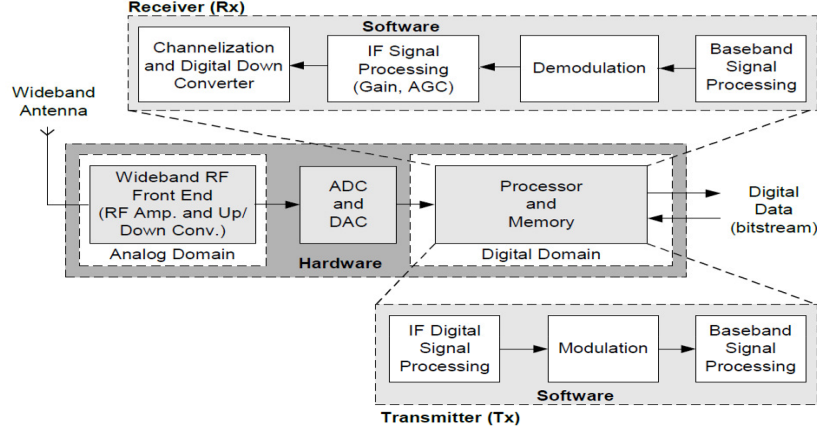 Receiver (Rx)
Software
Channelization
and Digital Down
Converter
IF Signal
Processing
(Gain, AGC)
Demodulation
Baseband
Signal
Processing
Wideband
Antenna
Wideband RF
Front End
(RF Amp. and Up/
Down Conv.)
Analog Domain
ADC
and
DAC
Hardware
Processor
and
Memory
Digital Domain
Digital
Data
(bitstream)
IF Digital
Signal
Processing
Modulation
Baseband
Signal
Processing
Software
Transmitter (Tx)